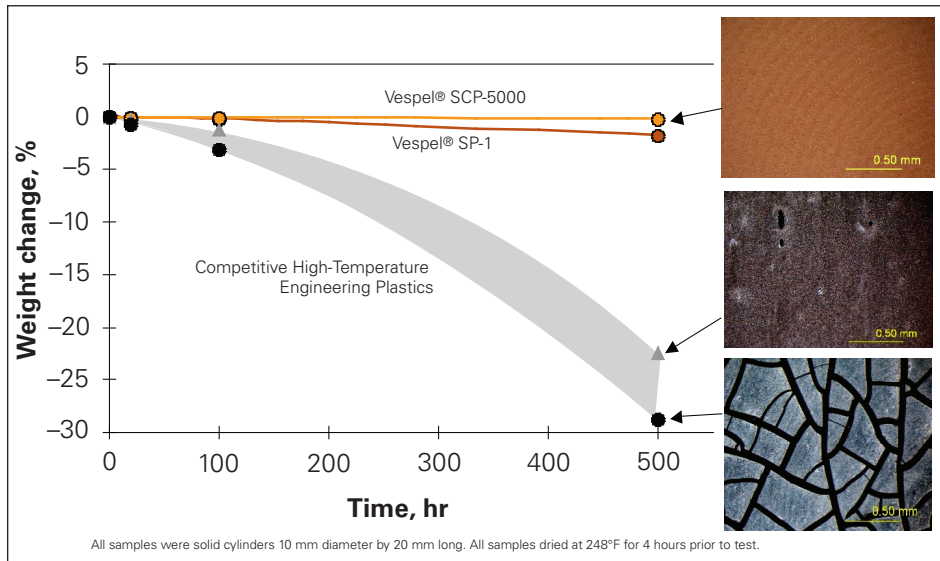 5
0
−5
−10
−15
−20
−25
−30
Weight change, %
Vespel® SCP-5000
Vespel® SP-1
Competitive High-Temperature
Engineering Plastics
0
100
200
300
400
500
Time, hr
0.50 mm
0.50 mm
0.50 mm
All samples were solid cylinders 10 mm diameter by 20 mm long. All samples dried at 248°F for 4 hours prior to test.